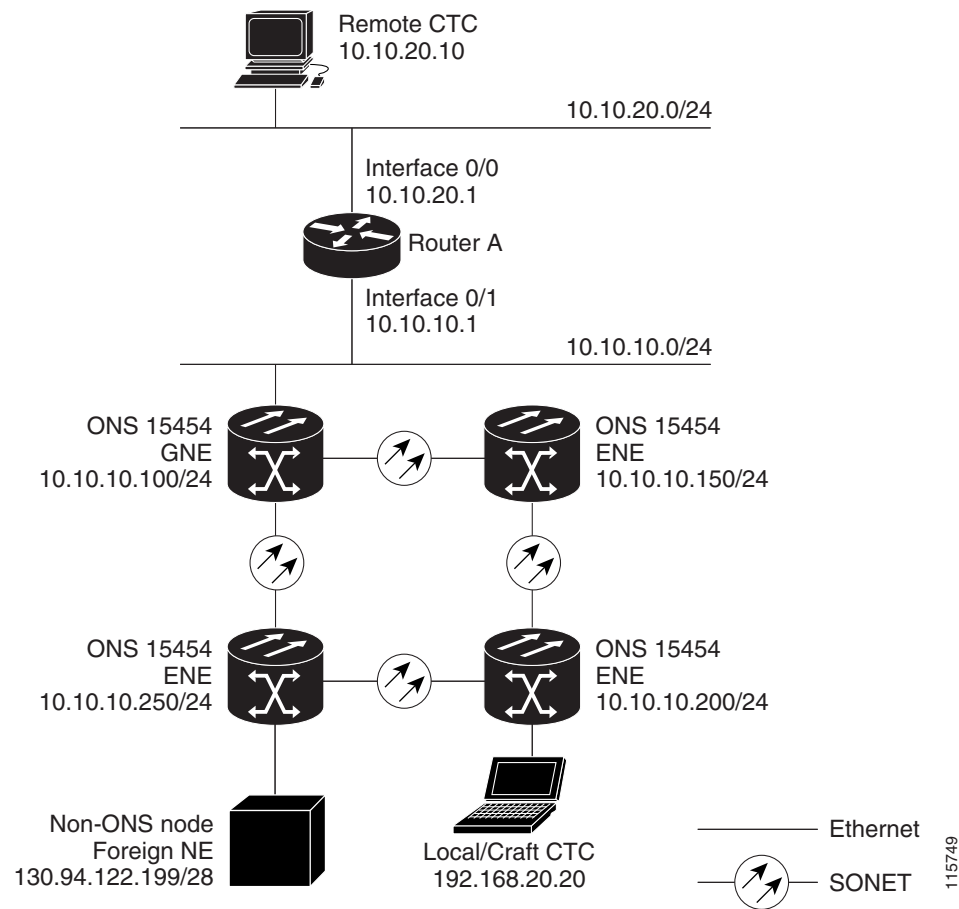 Remote CTC
10.10.20.10
10.10.20.0/24
Interface 0/0
10.10.20.1
Router A
Interface 0/1
10.10.10.1
10.10.10.0/24
ONS 15454
GNE
10.10.10.100/24
ONS 15454
ENE
10.10.10.150/24
ONS 15454
ENE
10.10.10.250/24
ONS 15454
ENE
10.10.10.200/24
Non-ONS node
Foreign NE
130.94.122.199/28
Local/Craft CTC
192.168.20.20
Ethernet
SONET
115749